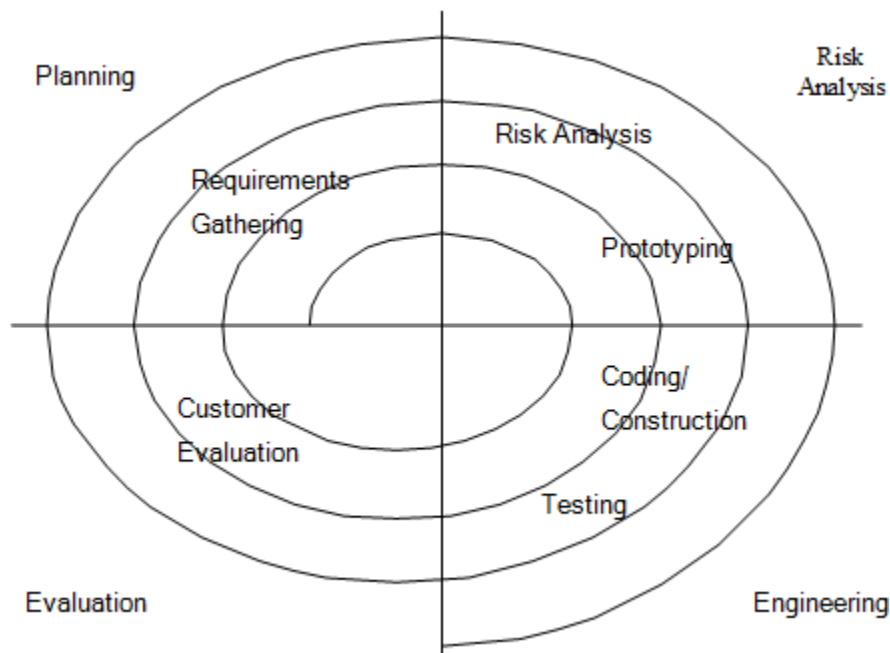 Planning
Risk
Analysis
Risk Analysis
Requirements
Gathering
Prototyping
Coding/
Construction
Customer
Evaluation
Testing
Evaluation
Engineering